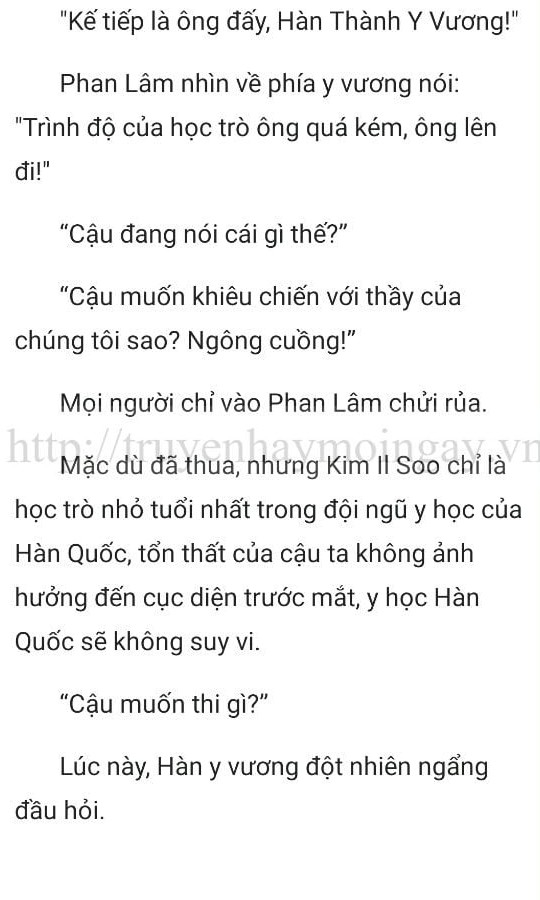 "Kế tiếp là ông đấy, Hàn Thành Y Vương!"
Phan Lâm nhìn về phía y vương nói:
"Trình độ của học trò ông quá kém, ông lên
đi!"
“Cậu đang nói cái gì thế?”
“Cậu muốn khiêu chiến với thầy của
chúng tôi sao? Ngông cuồng!”
Mọi người chỉ vào Phan Lâm chửi rủa.
http://truyenhaymoingay.vn
Mặc dù đã thua, nhưng Kim Il Soo chỉ là
học trò nhỏ tuổi nhất trong đội ngũ y học của
Hàn Quốc, tổn thất của cậu ta không ảnh
hưởng đến cục diện trước mắt, y học Hàn
Quốc sẽ không suy vi.
“Cậu muốn thi gì?”
Lúc này, Hàn y vương đột nhiên ngẩng
đầu hỏi.